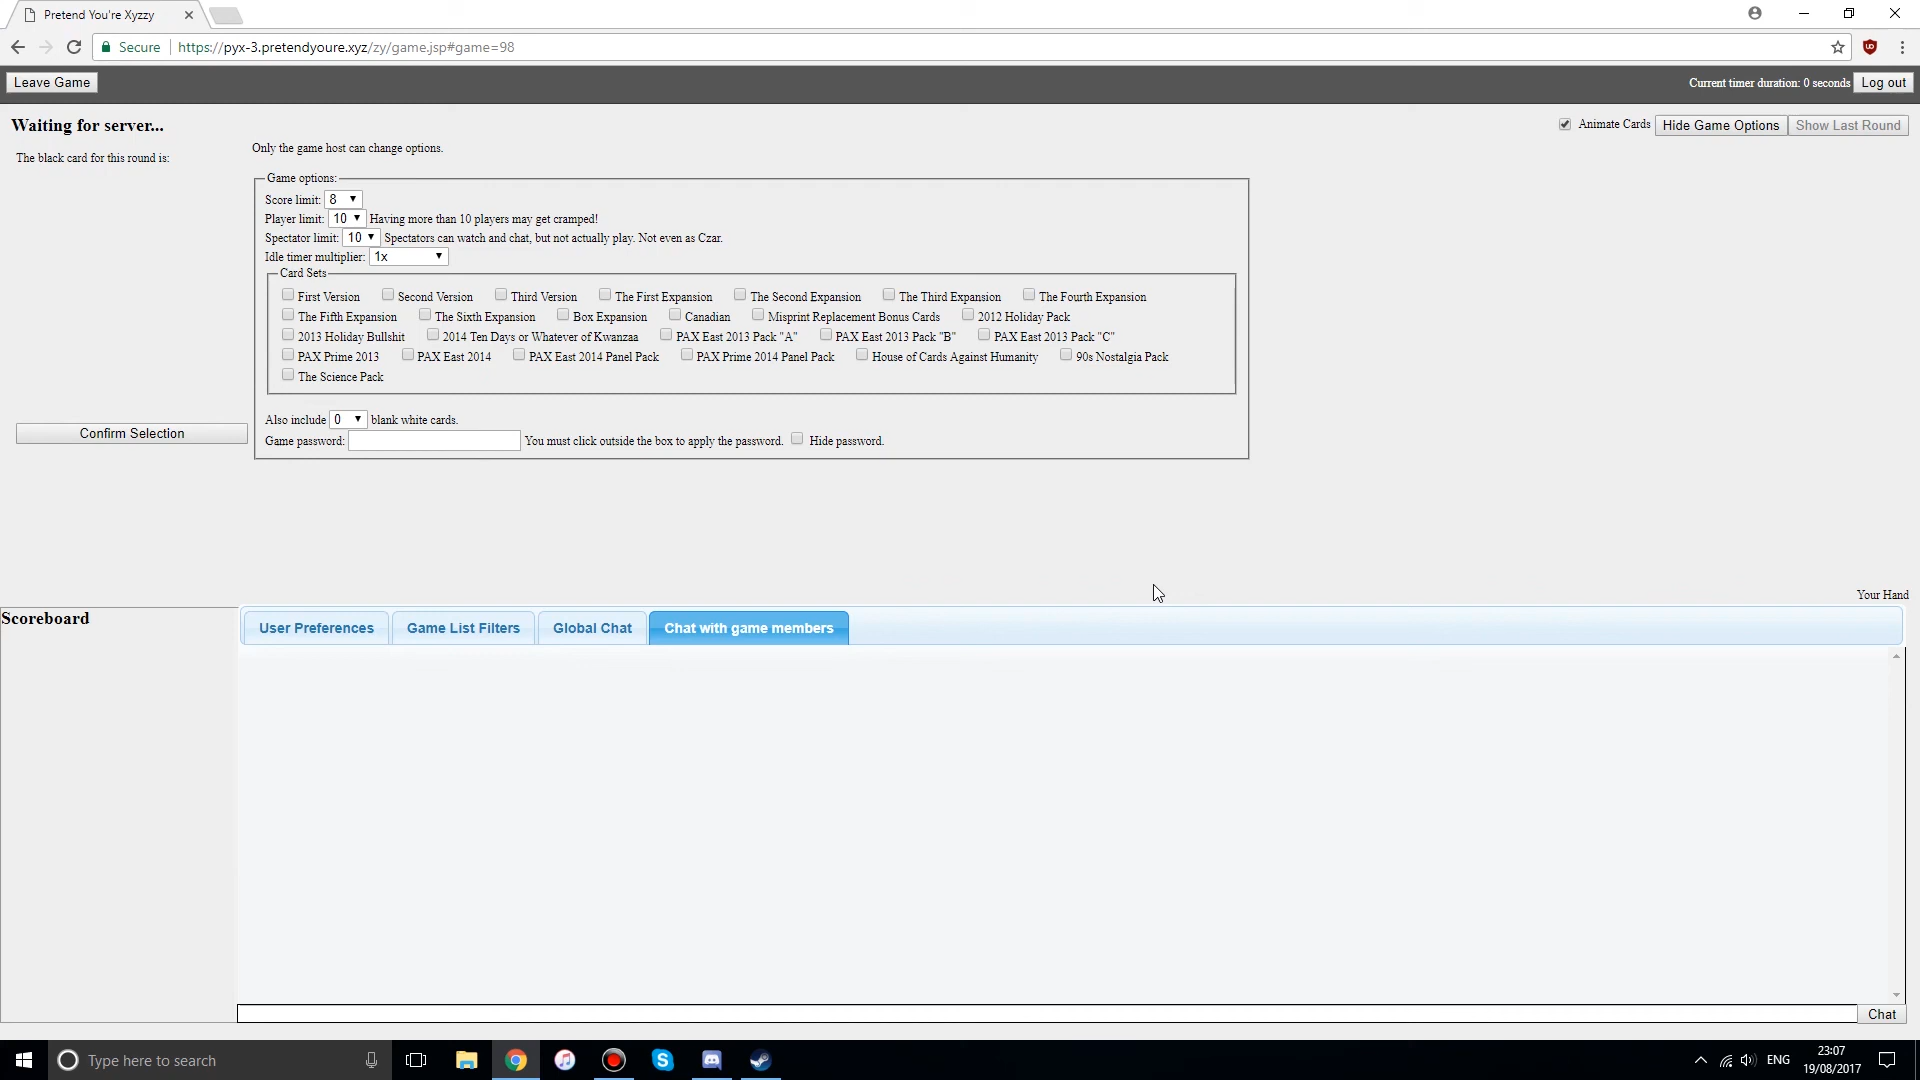 Pretend You're Xyzzy
Secure https://pyx-3.pretendyoure.xyz/zy/game.jsp#game=98
Leave Game
Current timer duration: 0 seconds Log out
Waiting for server...
Animate Cards Hide Game Options Show Last Round
The black card for this round is:
Only the game host can change options.
Game options:
Score limit: 8
Player limit: 10 Having more than 10 players may get cramped!
Spectator limit: 10 Spectators can watch and chat, but not actually play. Not even as Czar.
Idle timer multiplier: 1x
Card Sets
First Version Second Version Third Version The First Expansion The Second Expansion The Third Expansion The Fourth Expansion
The Fifth Expansion The Sixth Expansion Box Expansion Canadian Misprint Replacement Bonus Cards 2012 Holiday Pack
2013 Holiday Bullshit 2014 Ten Days or Whatever of Kwanzaa PAX East 2013 Pack "A" PAX East 2013 Pack "B" PAX East 2013 Pack "C"
PAX Prime 2013 PAX East 2014 PAX East 2014 Panel Pack PAX Prime 2014 Panel Pack House of Cards Against Humanity 90s Nostalgia Pack
The Science Pack
Also include 0 blank white cards.
Confirm Selection
Game password: You must click outside the box to apply the password. Hide password.
Your Hand
Scoreboard
User Preferences Game List Filters Global Chat Chat with game members
Chat
Type here to search
ENG
23:07
19/08/2017